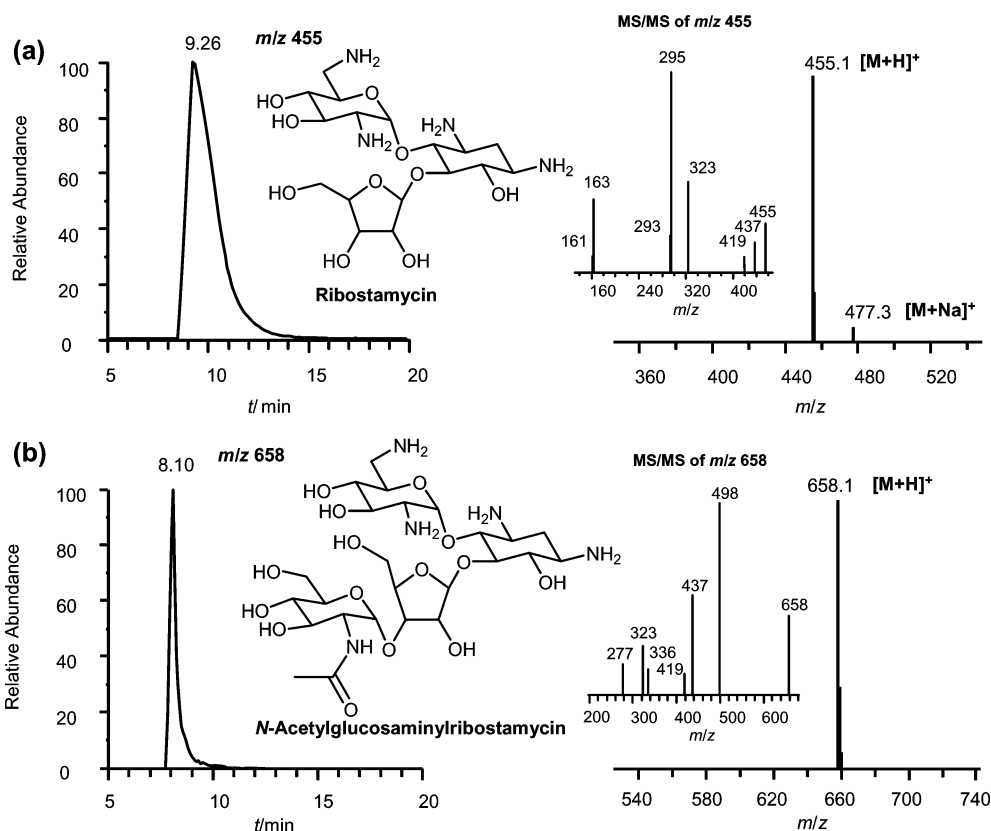 (a)
m/z 455
9.26
Relative Abundance
100
80
60
40
20
0
5 10 15 20
t/ min
NH₂
O
HO
HO
NH₂
H₂N
O
NH₂
O
OH
HO
O
HO OH
Ribostamycin
MS/MS of m/z 455
295
163
323
161
293
419
437
455
160 240 320 400
m/z
455.1 [M+H]⁺
477.3 [M+Na]⁺
360 400 440 480 520
m/z
(b)
m/z 658
8.10
Relative Abundance
100
80
60
40
20
0
5 10 15 20
t/min
NH₂
O
HO
HO
NH₂
H₂N
O
NH₂
O
OH
HO
O
HO
O
HO
HO
NH
O
OH
O
N-Acetylglucosaminylribostamycin
MS/MS of m/z 658
498
437
658
323
277
336
419
200 300 400 500 600
m/z
658.1 [M+H]⁺
540 580 620 660 700 740
m/z